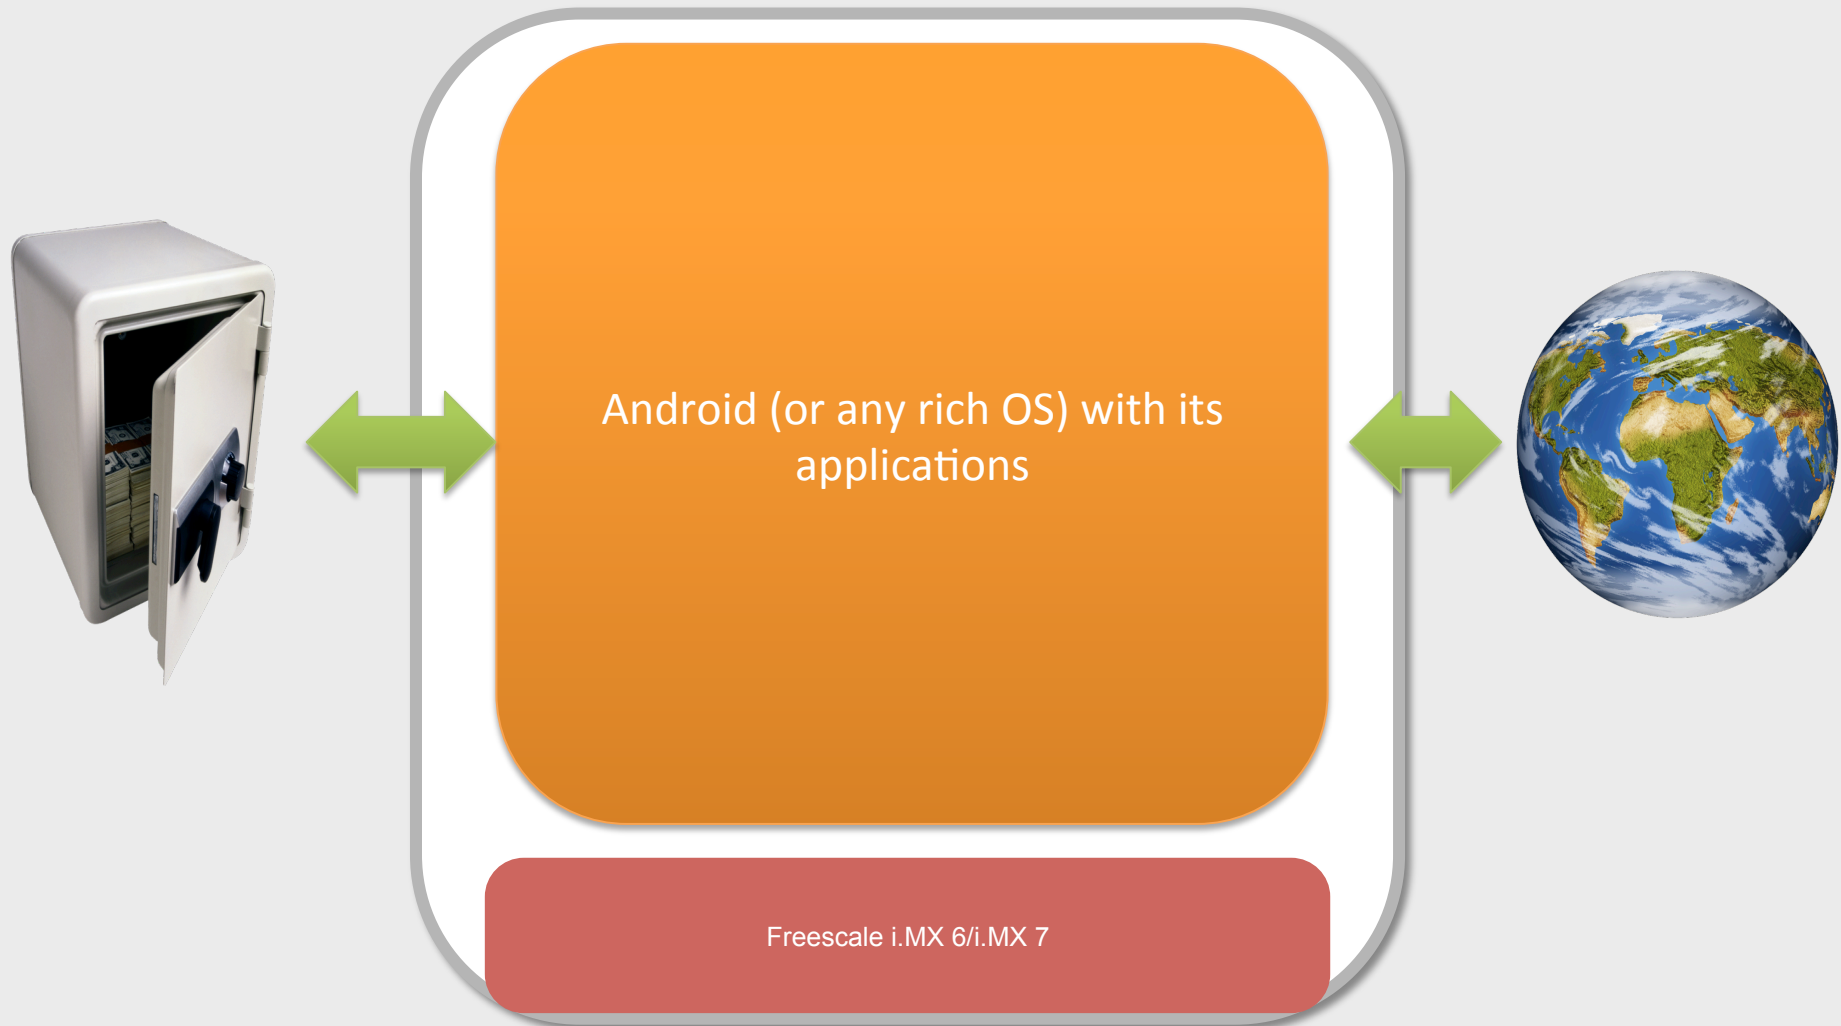 Android (or any rich OS) with its
applications
Freescale i.MX 6/i.MX 7